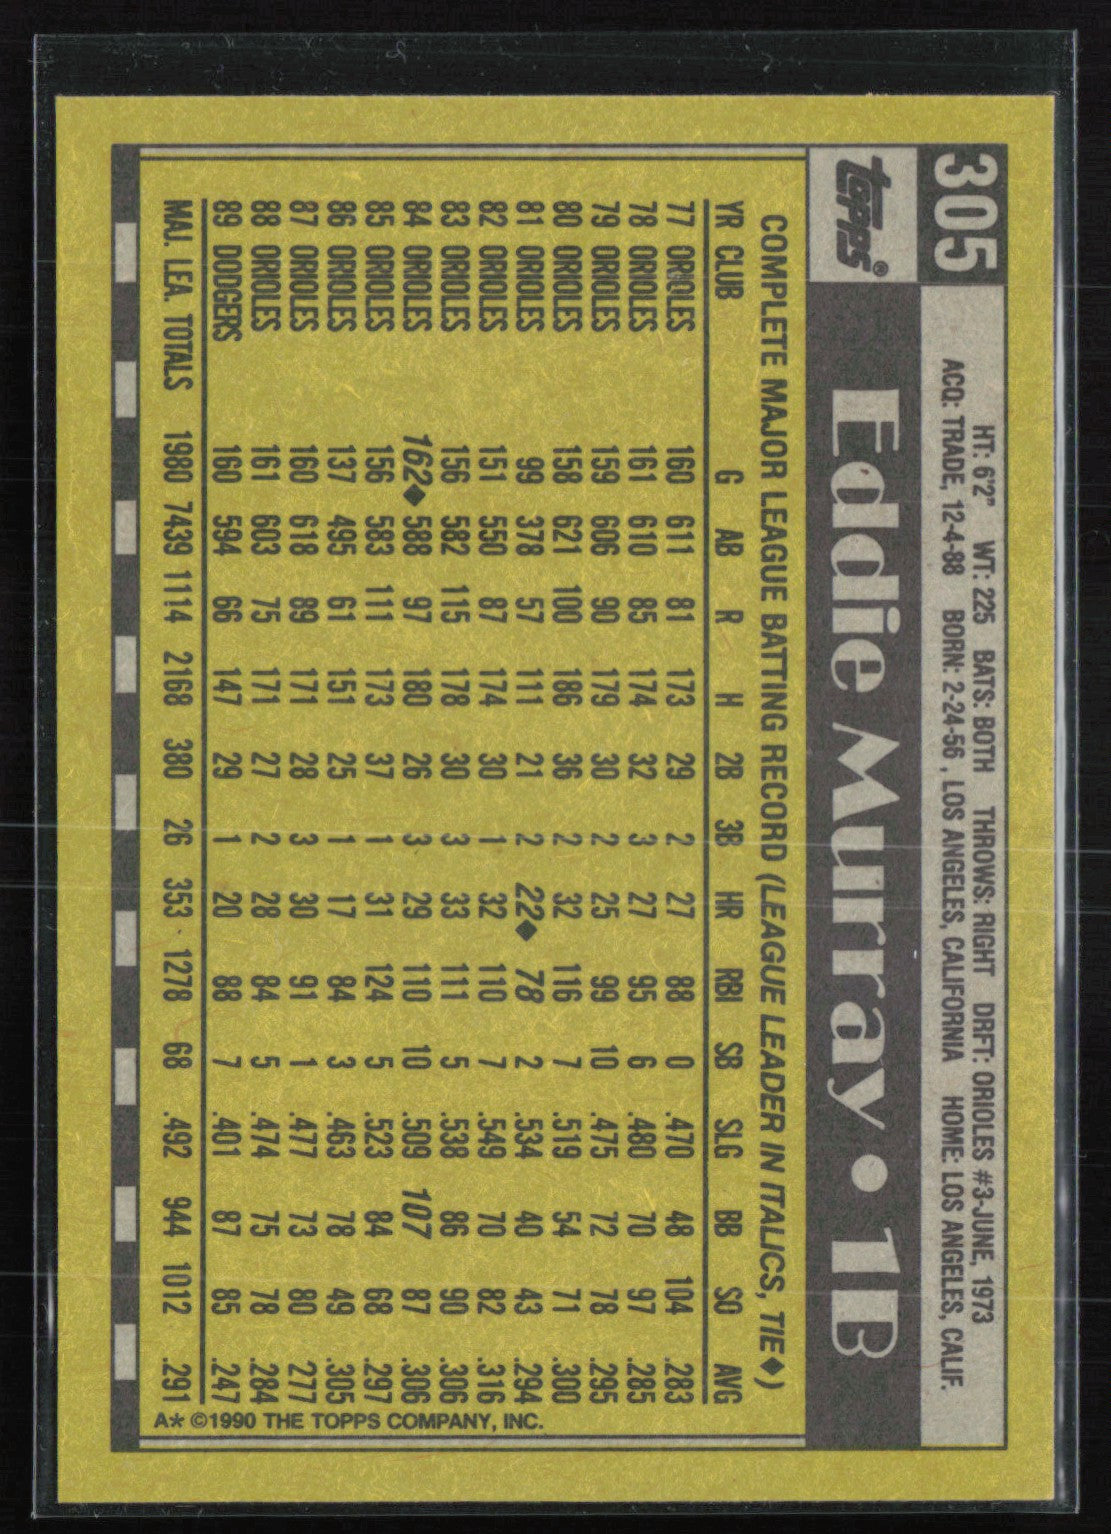 305
HT: 6'2" WT: 225 BATS: BOTH THROWS: RIGHT DRFT: ORIOLES #3-JUNE, 1973
ACQ: TRADE, 12-4-88 BORN: 2-24-56 , LOS ANGELES, CALIFORNIA HOME: LOS ANGELES, CALIF.
TOPPS®
Eddie Murray • 1B
COMPLETE MAJOR LEAGUE BATTING RECORD (LEAGUE LEADER IN ITALICS, TIE◆)
YR CLUB G AB R H 2B 3B HR RBI SB SLG BB SO AVG
77 ORIOLES 160 611 81 173 29 2 27 88 0 .470 48 104 .283
78 ORIOLES 161 610 85 174 32 3 27 95 6 .480 70 97 .285
79 ORIOLES 159 606 90 179 30 2 25 99 10 .475 72 78 .295
80 ORIOLES 158 621 100 186 36 2 32 116 7 .519 54 71 .300
81 ORIOLES 99 378 57 111 21 2 22◆ 78 2 .534 40 43 .294
82 ORIOLES 151 550 87 174 30 1 32 110 7 .549 70 82 .316
83 ORIOLES 156 582 115 178 30 3 33 111 5 .538 86 90 .306
84 ORIOLES 162◆ 588 97 180 26 3 29 110 10 .509 107 87 .306
85 ORIOLES 156 583 111 173 37 1 31 124 5 .523 84 68 .297
86 ORIOLES 137 495 61 151 25 1 17 84 3 .463 78 49 .305
87 ORIOLES 160 618 89 171 28 3 30 91 1 .477 73 80 .277
88 ORIOLES 161 603 75 171 27 2 28 84 5 .474 75 78 .284
89 DODGERS 160 594 66 147 29 1 20 88 7 .401 87 85 .247
MAJ. LEA. TOTALS 1980 7439 1114 2168 380 26 353 1278 68 .492 944 1012 .291
A* ©1990 THE TOPPS COMPANY, INC.